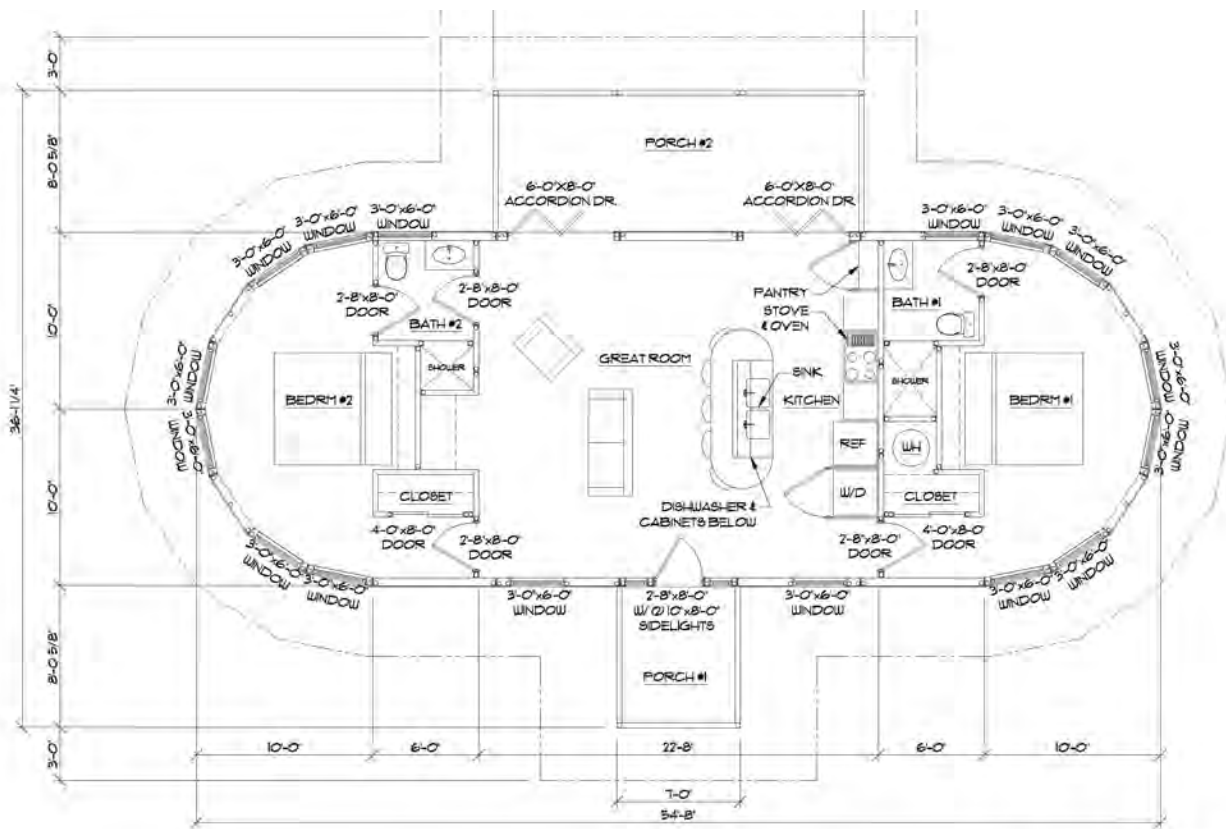 3'-0"
8'-0 5/8"
36'-1 1/4"
10'-0"
10'-0"
8'-0 5/8"
3'-0"
PORCH #2
6'-0"X8'-0"
ACCORDION DR.
6'-0"X8'-0"
ACCORDION DR.
3'-0"x6'-0"
WINDOW
3'-0"x6'-0"
WINDOW
3'-0"x6'-0"
WINDOW
3'-0"x6'-0"
WINDOW
3'-0"x6'-0"
WINDOW
3'-0"x6'-0"
WINDOW
2'-8"x8'-0"
DOOR
2'-8"x8'-0"
DOOR
BATH #2
SHOWER
PANTRY
STOVE
& OVEN
BATH #1
2'-8"x8'-0"
DOOR
GREAT ROOM
SINK
KITCHEN
SHOWER
3'-0"x6'-0"
WINDOW
3'-0"x6'-0"
WINDOW
BEDRM #2
BEDRM #1
3'-0"x6'-0"
WINDOW
3'-0"x6'-0"
WINDOW
REF
WH
W/D
CLOSET
CLOSET
DISHWASHER &
CABINETS BELOW
4'-0"x8'-0"
DOOR
2'-8"x8'-0"
DOOR
2'-8"x8'-0"
DOOR
4'-0"x8'-0"
DOOR
3'-0"x6'-0"
WINDOW
3'-0"x6'-0"
WINDOW
3'-0"x6'-0"
WINDOW
2'-8"x8'-0"
W/ (2) 10"x8'-0"
SIDELIGHTS
3'-0"x6'-0"
WINDOW
3'-0"x6'-0"
WINDOW
3'-0"x6'-0"
WINDOW
PORCH #1
10'-0"
6'-0"
22'-8"
6'-0"
10'-0"
7'-0"
54'-8"